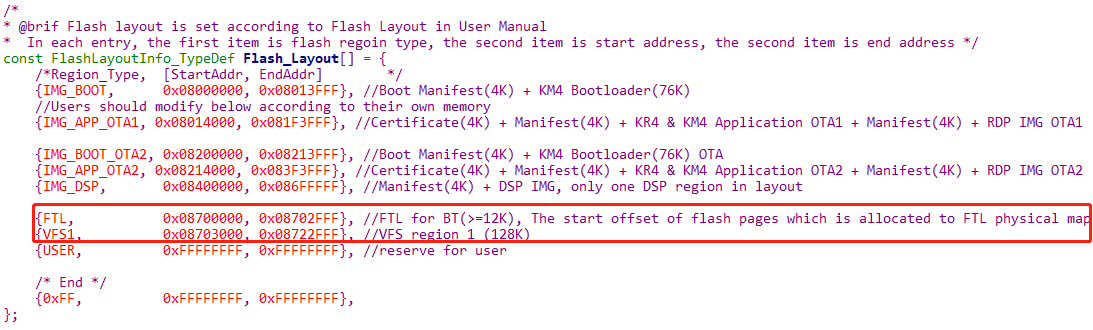 /*
* @brif Flash layout is set according to Flash Layout in User Manual
*  In each entry, the first item is flash regoin type, the second item is start address, the second item is end address */
const FlashLayoutInfo_TypeDef Flash_Layout[] = {
    /*Region_Type,  [StartAddr, EndAddr]        */
    {IMG_BOOT,      0x08000000, 0x08013FFF}, //Boot Manifest(4K) + KM4 Bootloader(76K)
    //Users should modify below according to their own memory
    {IMG_APP_OTA1, 0x08014000, 0x081F3FFF}, //Certificate(4K) + Manifest(4K) + KR4 & KM4 Application OTA1 + Manifest(4K) + RDP IMG OTA1
    {IMG_BOOT_OTA2, 0x08200000, 0x08213FFF}, //Boot Manifest(4K) + KM4 Bootloader(76K) OTA
    {IMG_APP_OTA2, 0x08214000, 0x083F3FFF}, //Certificate(4K) + Manifest(4K) + KR4 & KM4 Application OTA2 + Manifest(4K) + RDP IMG OTA2
    {IMG_DSP,       0x08400000, 0x086FFFFF}, //Manifest(4K) + DSP IMG, only one DSP region in layout
    {FTL,           0x08700000, 0x08702FFF}, //FTL for BT(>=12K), The start offset of flash pages which is allocated to FTL physical map
    {VFS1,          0x08703000, 0x08722FFF}, //VFS region 1 (128K)
    {USER,          0xFFFFFFFF, 0xFFFFFFFF}, //reserve for user
    /* End */
    {0xFF,          0xFFFFFFFF, 0xFFFFFFFF},
};